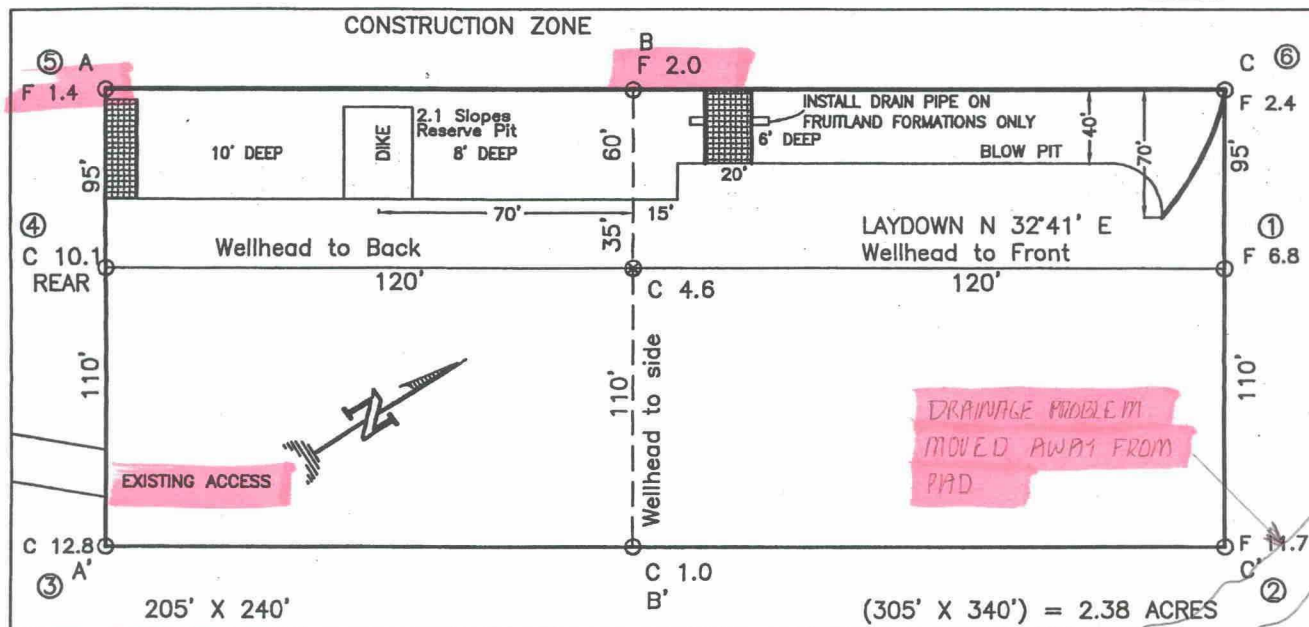 CONSTRUCTION ZONE
⑤ A
B
C ⑥
F 1.4
F 2.0
F 2.4
2.1 Slopes
Reserve Pit
10' DEEP
DIKE
8' DEEP
60'
INSTALL DRAIN PIPE ON
FRUITLAND FORMATIONS ONLY
6' DEEP
BLOW PIT
40'
70'
95'
95'
20'
70'
15'
④
35'
Wellhead to Back
LAYDOWN N 32°41' E
Wellhead to Front
①
C 10.1
REAR
120'
C 4.6
120'
F 6.8
110'
110'
Wellhead to side
110'
N
EXISTING ACCESS
DRAINAGE PROBLEM
MOVED AWAY FROM
PAD
C 12.8
A'
③
C 1.0
B'
F 11.7
C'
②
205' X 240'
(305' X 340') = 2.38 ACRES